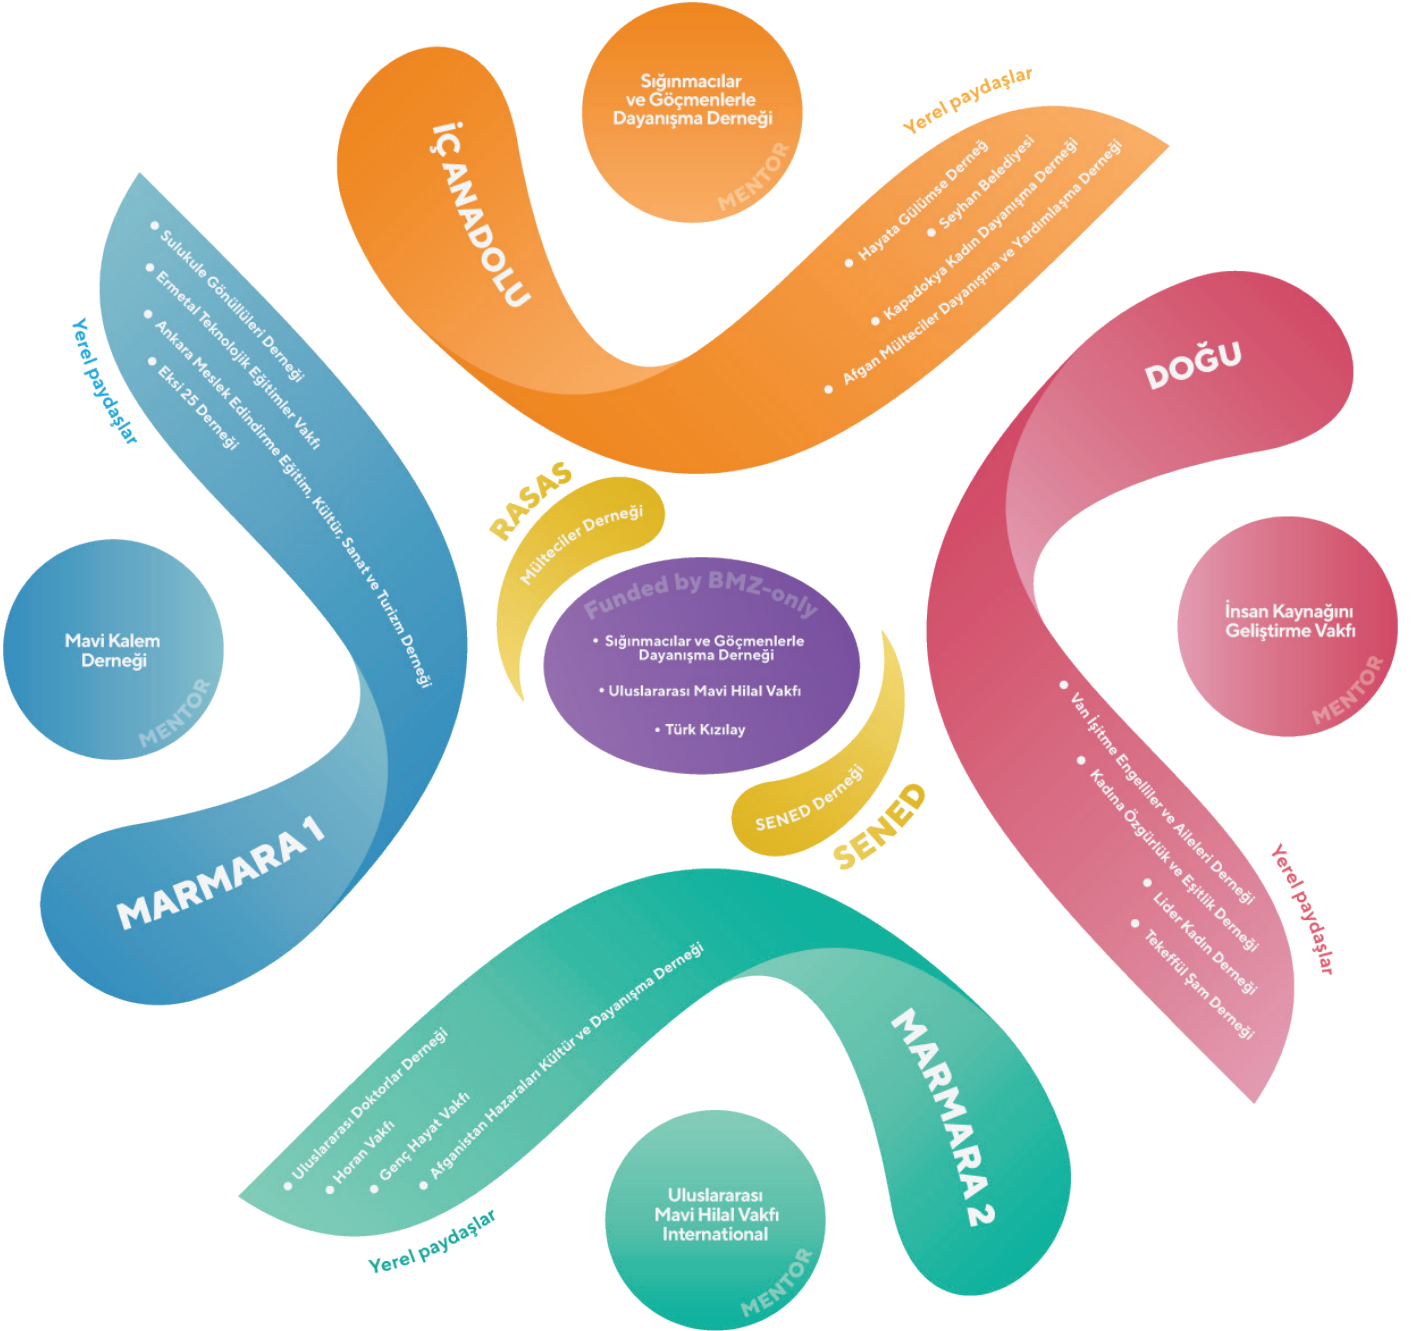 Sığınmacılar
ve Göçmenlerle
Dayanışma Derneği
MENTOR
İÇ ANADOLU
Yerel paydaşlar
Hayata Gülümse Derneğ
Seyhan Belediyesi
Kapadokya Kadın Dayanışma Derneği
Afgan Mülteciler Dayanışma ve Yardımlaşma Derneği
Yerel paydaşlar
Sulukule Gönüllüleri Derneği
Ermetal Teknolojik Eğitimler Vakfı
Ankara Meslek Edindirme Eğitim, Kültür, Sanat ve Turizm Derneği
Eksi 25 Derneği
Mavi Kalem
Derneği
MENTOR
MARMARA 1
RASAS
Mülteciler Derneği
Funded by BMZ-only
• Sığınmacılar ve Göçmenlerle
Dayanışma Derneği
• Uluslararası Mavi Hilal Vakfı
• Türk Kızılay
SENED Derneği
SENED
DOĞU
İnsan Kaynağını
Geliştirme Vakfı
MENTOR
Van İşitme Engelliler ve Aileleri Derneği
Kadına Özgürlük ve Eşitlik Derneği
Lider Kadın Derneği
Tekeffül Şam Derneği
Yerel paydaşlar
Uluslararası Doktorlar Derneği
Horan Vakfı
Genç Hayat Vakfı
Afganistan Hazaraları Kültür ve Dayanışma Derneği
Yerel paydaşlar
MARMARA 2
Uluslararası
Mavi Hilal Vakfı
International
MENTOR